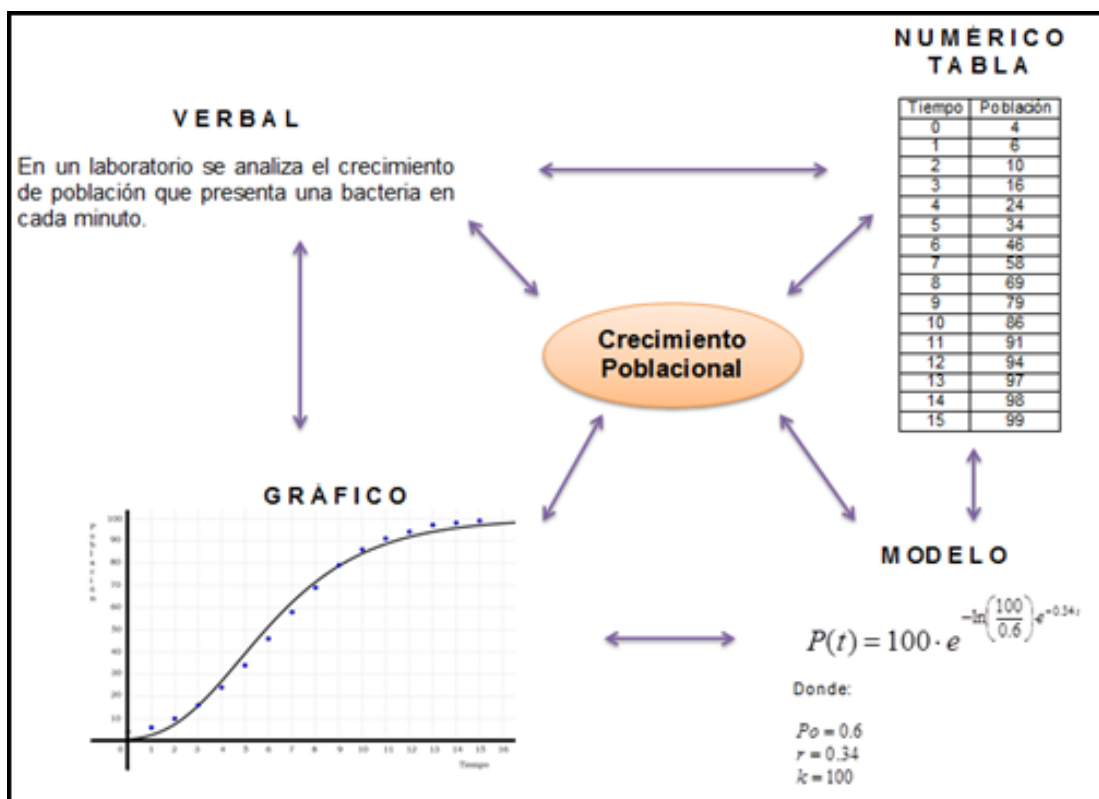 VERBAL
En un laboratorio se analiza el crecimiento
de población que presenta una bacteria en
cada minuto.
NUMÉRICO
TABLA
Tiempo Población
0 4
1 6
2 10
3 16
4 24
5 34
6 46
7 58
8 69
9 79
10 86
11 91
12 94
13 97
14 98
15 99
Crecimiento
Poblacional
GRÁFICO
Población
100
90
80
70
60
50
40
30
20
10
0 1 2 3 4 5 6 7 8 9 10 11 12 13 14 15 16
Tiempo
MODELO
P(t) = 100 · e^{-ln(100/0.6)·e^{-0.34t}}
Donde:
Po = 0.6
r = 0.34
k = 100